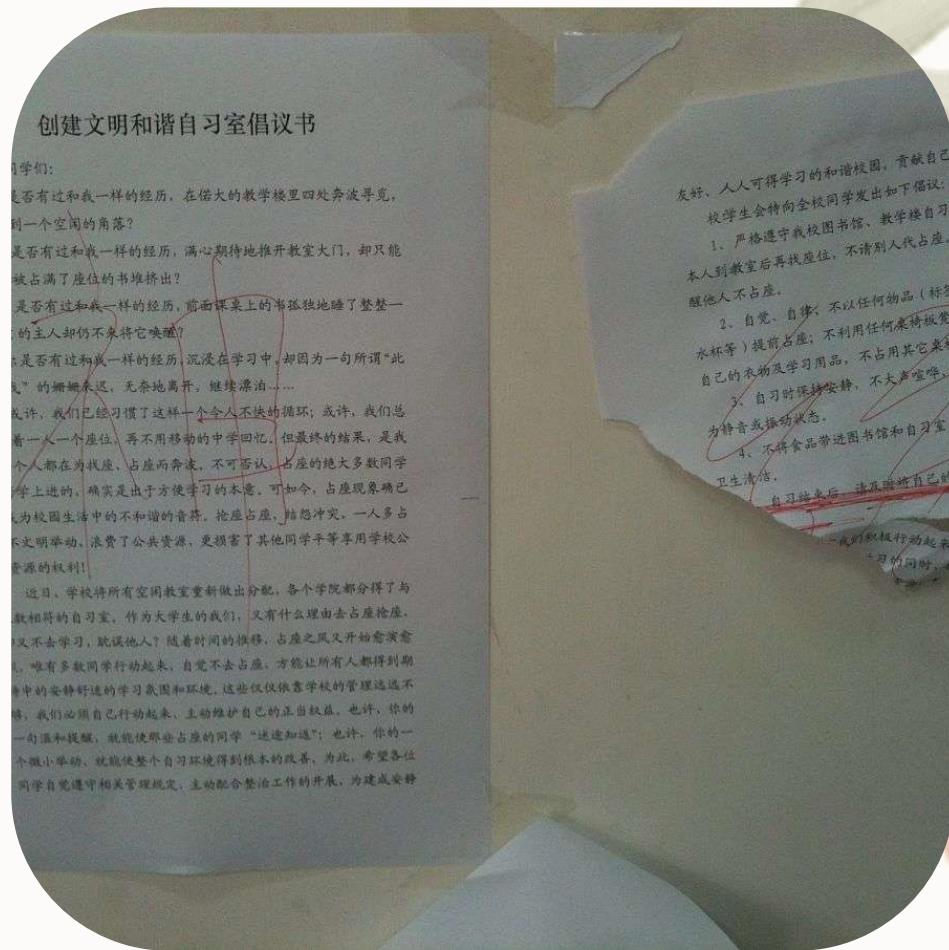 创建文明和谐自习室倡议书
同学们：
是否有过和我一样的经历，在偌大的教学楼里四处奔波寻觅，
到一个空闲的角落？
是否有过和我一样的经历，满心期待地推开教室大门，却只能
被占满了座位的书堆挤出？
是否有过和我一样的经历，前面课桌上的书孤独地睡了整整一
的主人却仍不来将它唤醒？
是否有过和我一样的经历，沉浸在学习中，却因为一句所谓“此
”的姗姗来迟，无奈地离开，继续漂泊……
或许，我们已经习惯了这样一个令人不快的循环；或许，我们总
着一人一个座位，再不用移动的中学回忆。但最终的结果，是我
个人都在为找座、占座而奔波。不可否认，占座的绝大多数同学
学上进的，确实是出于方便学习的本意。可如今，占座现象确已
为校园生活中的不和谐的音符。抢座占座，结怨冲突，一人多占
不文明举动、浪费了公共资源，更损害了其他同学平等享用学校公
资源的权利！
近日，学校将所有空闲教室重新做出分配，各个学院都分得了与
数相符的自习室，作为大学生的我们，又有什么理由去占座抢座，
又不去学习，耽误他人？随着时间的推移，占座之风又开始愈演愈
，唯有多数同学行动起来，自觉不去占座，方能让所有人都得到期
待中的安静舒适的学习氛围和环境。这些仅仅依靠学校的管理远远不
够，我们必须自己行动起来，主动维护自己的正当权益。也许，你的
一句温和提醒，就能使那些占座的同学“迷途知道”；也许，你的一
个微小举动，就能使整个自习环境得到根本的改善。为此，希望各位
同学自觉遵守相关管理规定，主动配合整治工作的开展，为建成安静
友好、人人可得学习的和谐校园，贡献自己
校学生会特向全校同学发出如下倡议：
1、严格遵守我校图书馆、教学楼自习
本人到教室后再找座位，不请别人代占座，
醒他人不占座。
2、自觉、自律，不以任何物品（标签
水杯等）提前占座；不利用任何桌椅板凳
自己的衣物及学习用品，不占用其它桌椅
3、自习时保持安静，不大声喧哗，
为静音或振动状态。
4、不得食品带进图书馆和自习室
卫生清洁。
自习结束后，请及时将自己的
我们积极行动起来
习的同时，